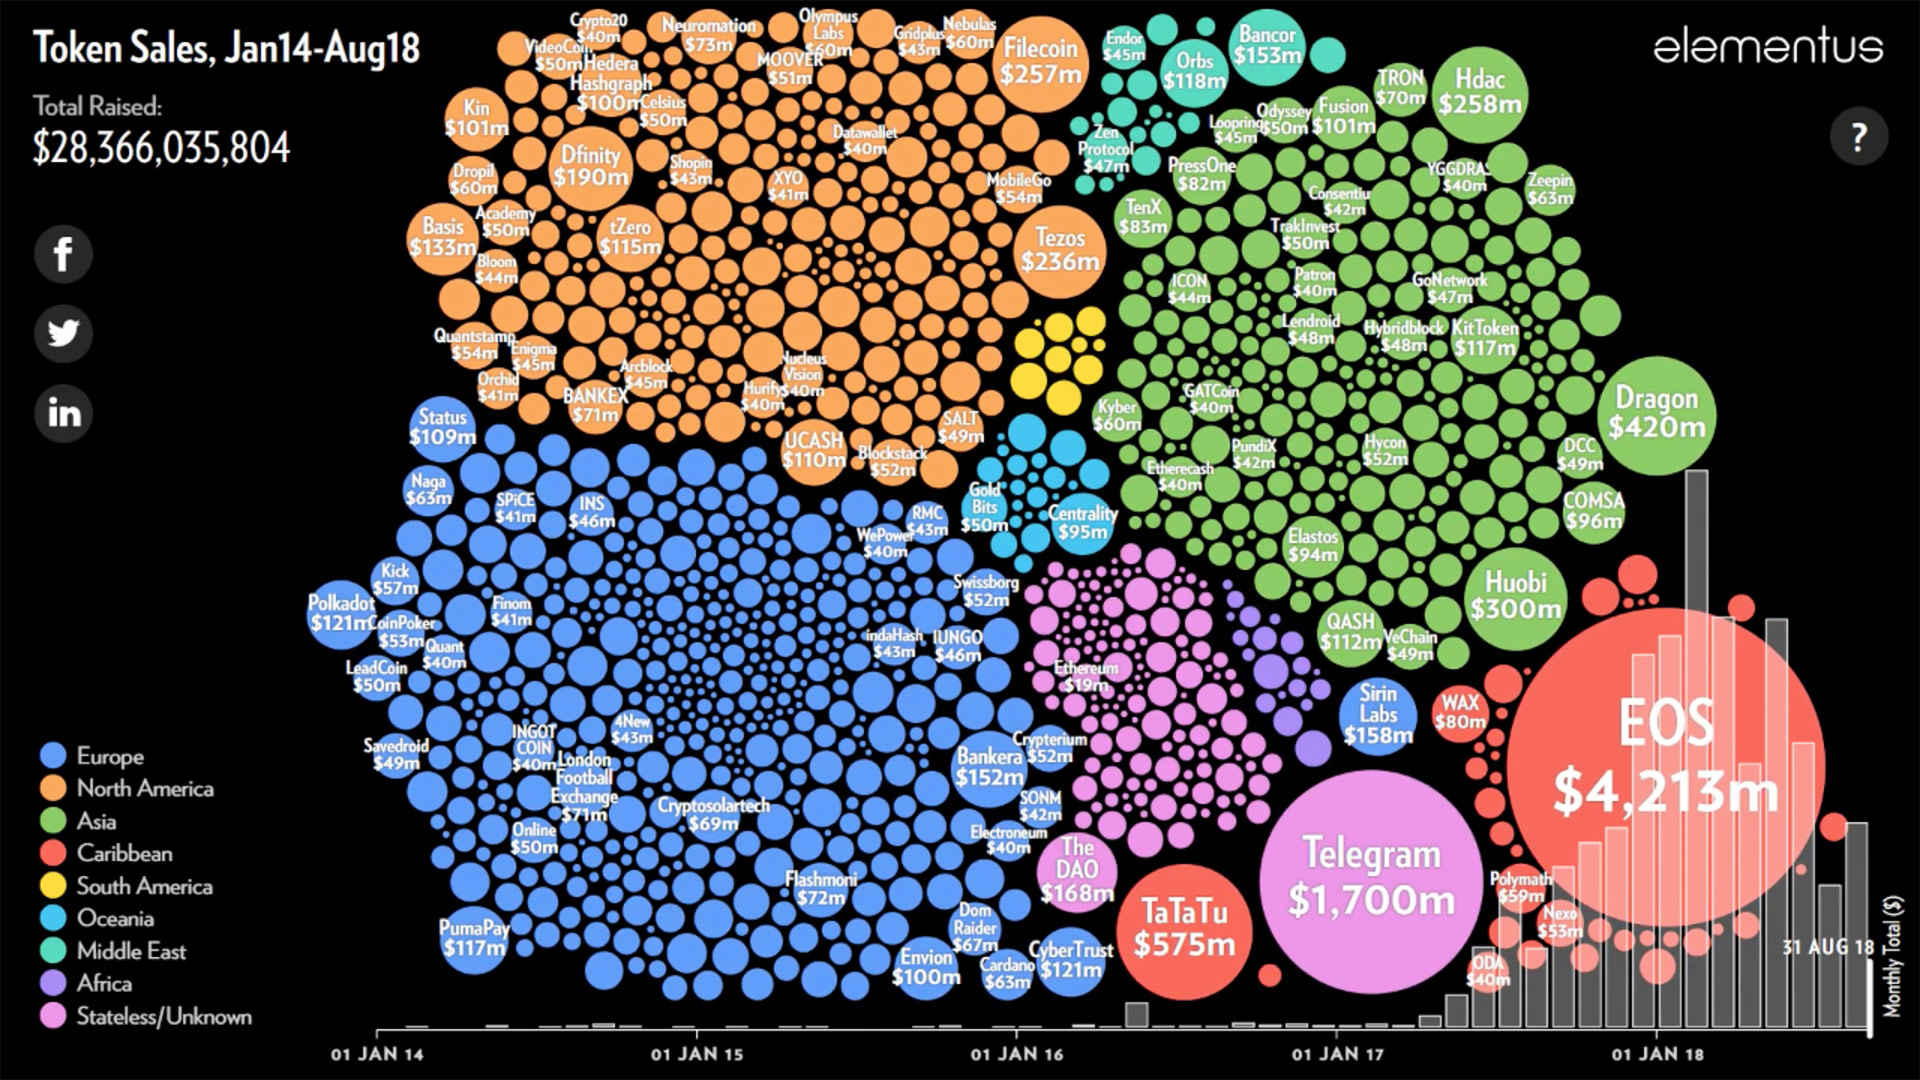 Token Sales, Jan14-Aug18
Total Raised:
$28,366,035,804
elementus
?
f
in
Crypto20
$40m
Neuromation
$73m
Olympus
Labs
$60m
Gridplus
$43m
Nebulas
$60m
Filecoin
$257m
VideoCoin
$50m
Hedera
Hashgraph
$100m
MOOVER
$51m
Kin
$101m
Celsius
$50m
Datawallet
$40m
Dfinity
$190m
Dropil
$60m
Shopin
$43m
XYO
$41m
MobileGo
$54m
Basis
$133m
Academy
$50m
tZero
$115m
Tezos
$236m
Bloom
$44m
Quantstamp
$54m
Enigma
$45m
Orchid
$41m
Arcblock
$45m
Nucleus
Vision
$40m
Hurify
$40m
BANKEX
$71m
UCASH
$110m
SALT
$49m
Blockstack
$52m
Endor
$45m
Orbs
$118m
Bancor
$153m
Zen
Protocol
$47m
TRON
$70m
Hdac
$258m
Loopring
$45m
Odyssey
$50m
Fusion
$101m
PressOne
$82m
YGGDRAS
$40m
Zeepin
$63m
Consentiu
$42m
TenX
$83m
TrakInvest
$50m
ICON
$44m
Patron
$40m
GoNetwork
$47m
Lendroid
$48m
Hybridblock
$48m
KitToken
$117m
GATCoin
$40m
Kyber
$60m
Dragon
$420m
PundiX
$42m
Hycon
$52m
DCC
$49m
Etherecash
$40m
COMSA
$96m
Elastos
$94m
Huobi
$300m
QASH
$112m
VeChain
$49m
Gold
Bits
$50m
Centrality
$95m
Status
$109m
Naga
$63m
SPiCE
$41m
INS
$46m
RMC
$43m
WePower
$40m
Kick
$57m
Swissborg
$52m
Polkadot
$121m
CoinPoker
$53m
Finom
$41m
Quant
$40m
indaHash
$43m
IUNGO
$46m
LeadCoin
$50m
Savedroid
$49m
INGOT
COIN
$40m
4New
$43m
London
Football
Exchange
$71m
Cryptosolartech
$69m
Bankera
$152m
Crypterium
$52m
SONM
$42m
Online
$50m
Electroneum
$40m
Flashmoni
$72m
PumaPay
$117m
Dom
Raider
$67m
Envion
$100m
Cardano
$63m
CyberTrust
$121m
Sirin
Labs
$158m
Ethereum
$19m
The
DAO
$168m
Telegram
$1,700m
TaTaTu
$575m
WAX
$80m
EOS
$4,213m
Polymath
$59m
Nexo
$53m
ODA
$40m
Europe
North America
Asia
Caribbean
South America
Oceania
Middle East
Africa
Stateless/Unknown
31 AUG 18
Monthly Total ($)
01 JAN 14
01 JAN 15
01 JAN 16
01 JAN 17
01 JAN 18